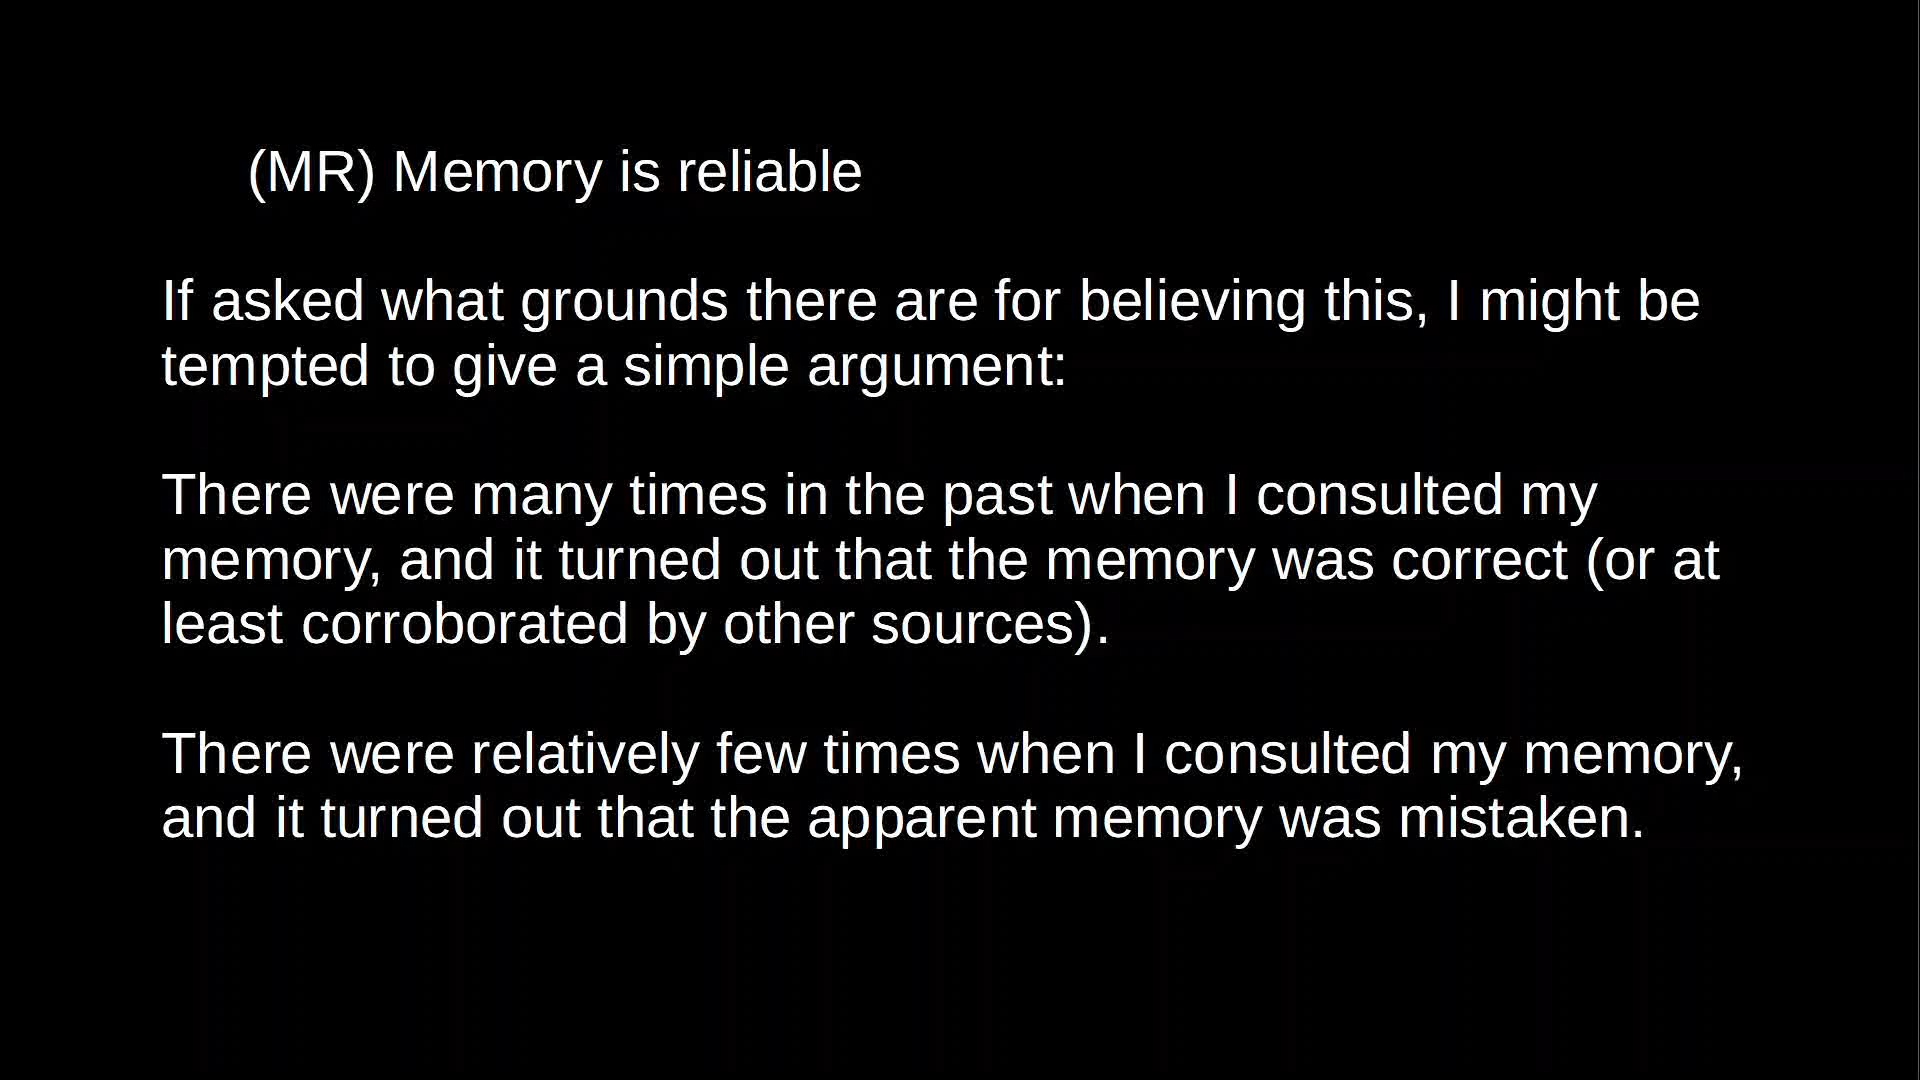 (MR) Memory is reliable
If asked what grounds there are for believing this, I might be
tempted to give a simple argument:
There were many times in the past when I consulted my
memory, and it turned out that the memory was correct (or at
least corroborated by other sources).
There were relatively few times when I consulted my memory,
and it turned out that the apparent memory was mistaken.